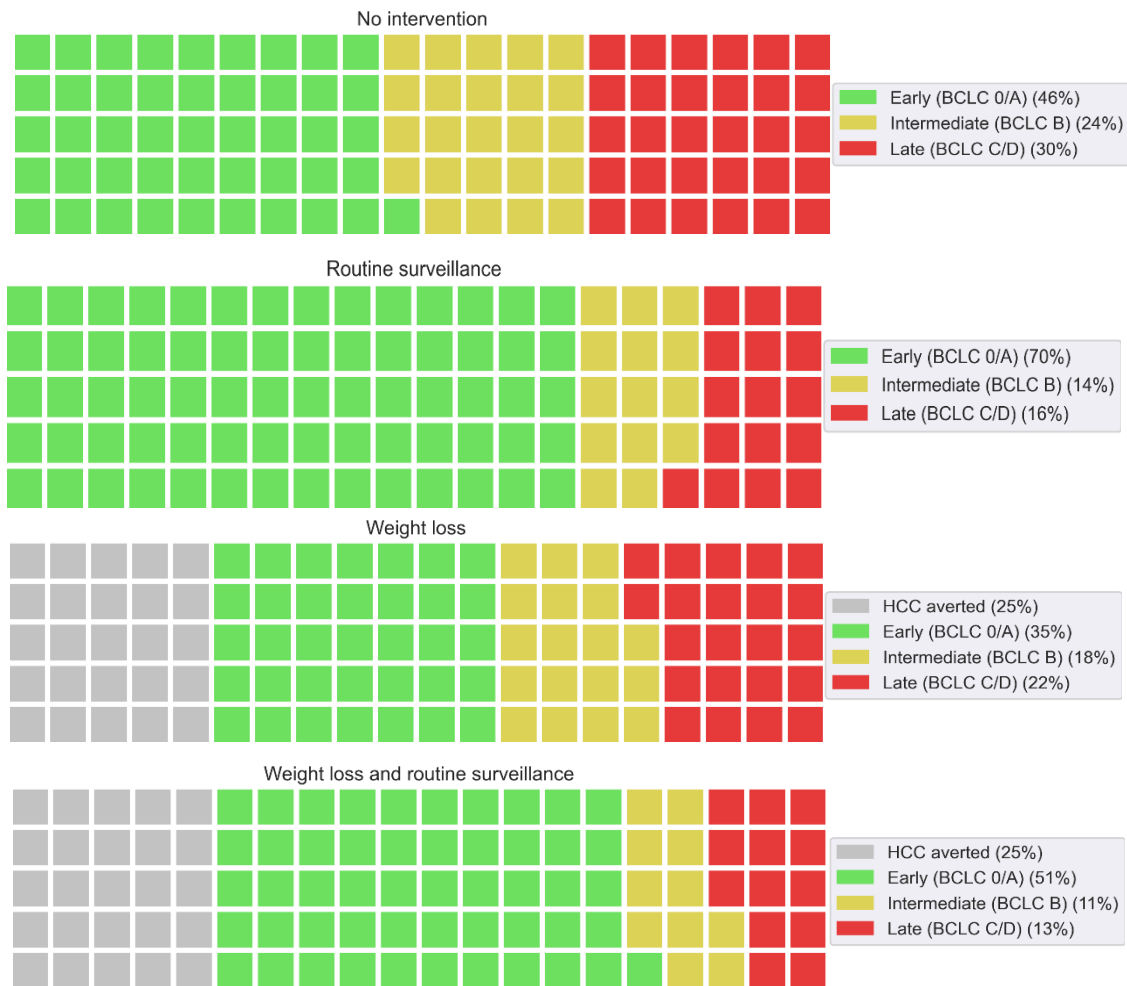 No intervention
Early (BCLC 0/A) (46%)
Intermediate (BCLC B) (24%)
Late (BCLC C/D) (30%)
Routine surveillance
Early (BCLC 0/A) (70%)
Intermediate (BCLC B) (14%)
Late (BCLC C/D) (16%)
Weight loss
HCC averted (25%)
Early (BCLC 0/A) (35%)
Intermediate (BCLC B) (18%)
Late (BCLC C/D) (22%)
Weight loss and routine surveillance
HCC averted (25%)
Early (BCLC 0/A) (51%)
Intermediate (BCLC B) (11%)
Late (BCLC C/D) (13%)